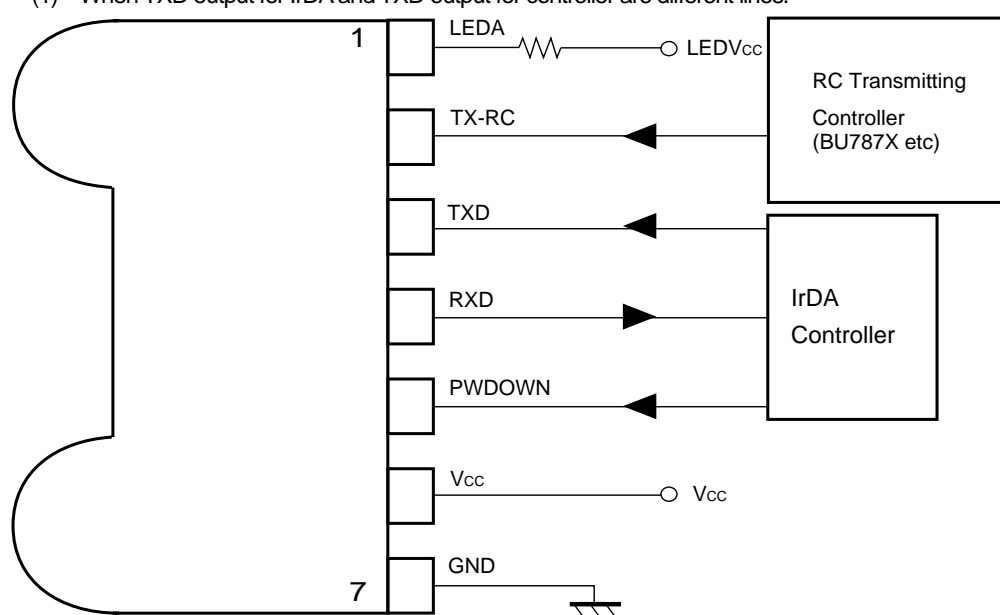 (1) When TXD output for IrDA and TXD output for controller are different lines.
1
LEDA
LEDVcc
RC Transmitting
Controller
(BU787X etc)
TX-RC
TXD
RXD
IrDA
Controller
PWDOWN
Vcc
Vcc
GND
7